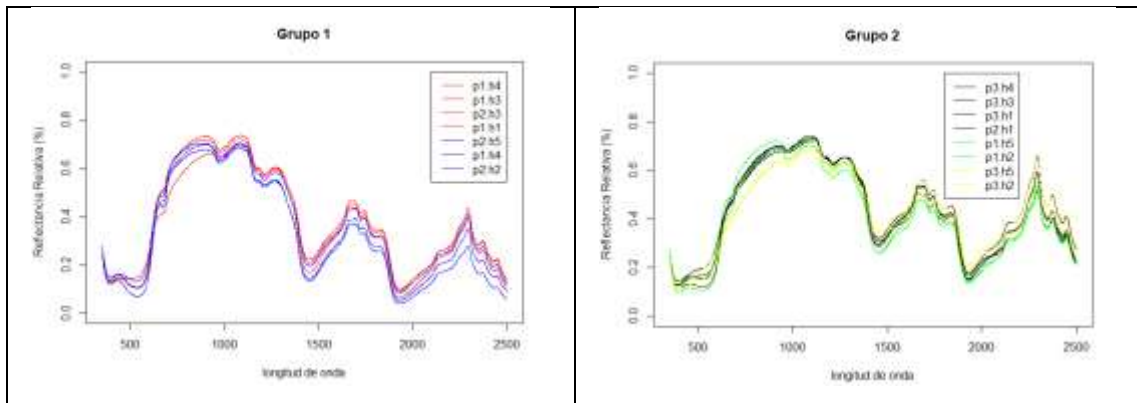 Grupo 1
Reflectancia Relativa (%)
1.0
0.8
0.6
0.4
0.2
0.0
p1.h4
p1.h3
p2.h3
p1.h1
p2.h5
p1.h4
p2.h2
500
1000
1500
2000
2500
longitud de onda
Grupo 2
Reflectancia Relativa (%)
1.0
0.8
0.6
0.4
0.2
0.0
p3.h4
p3.h3
p3.h1
p2.h1
p1.h5
p1.h2
p3.h5
p3.h2
500
1000
1500
2000
2500
longitud de onda